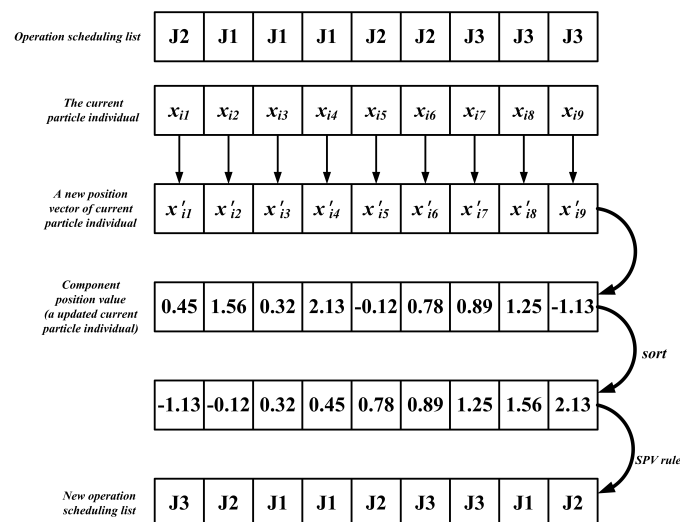 Operation scheduling list
J2 J1 J1 J1 J2 J2 J3 J3 J3
The current
particle individual
xi1 xi2 xi3 xi4 xi5 xi6 xi7 xi8 xi9
A new position
vector of current
particle individual
x'i1 x'i2 x'i3 x'i4 x'i5 x'i6 x'i7 x'i8 x'i9
Component
position value
(a updated current
particle individual)
0.45 1.56 0.32 2.13 -0.12 0.78 0.89 1.25 -1.13
sort
-1.13 -0.12 0.32 0.45 0.78 0.89 1.25 1.56 2.13
SPV rule
New operation
scheduling list
J3 J2 J1 J1 J2 J3 J3 J1 J2